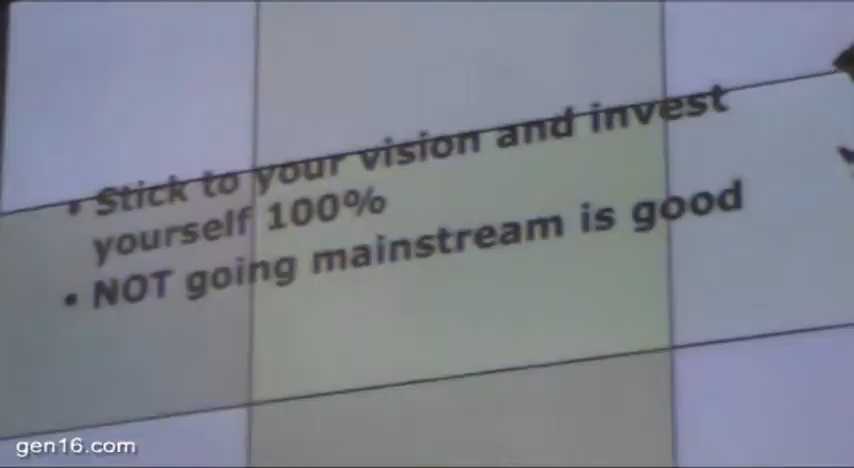 • Stick to your vision and invest
yourself 100%
• NOT going mainstream is good
gen16.com